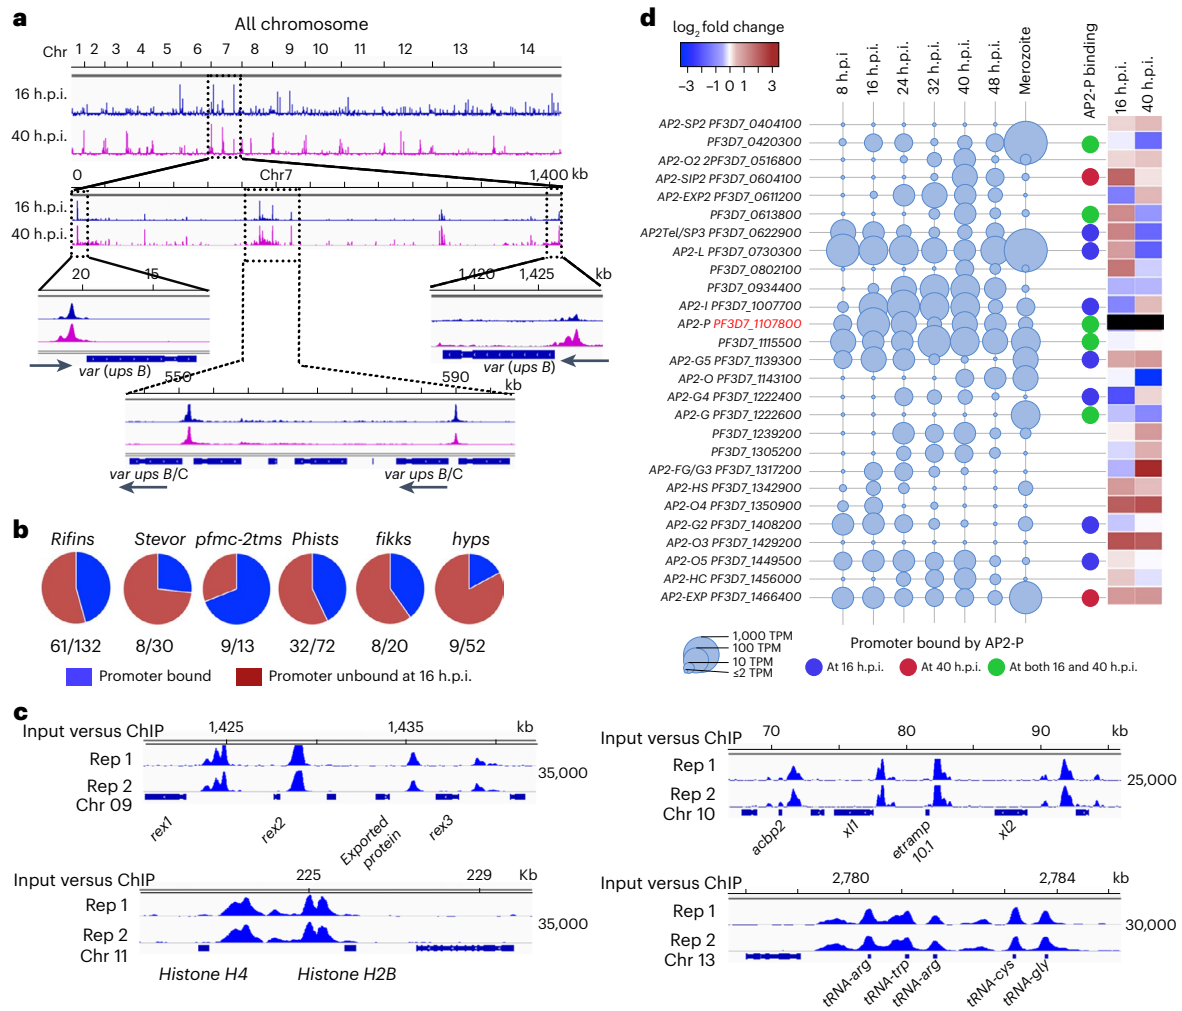 a
All chromosome
Chr 1 2 3 4 5 6 7 8 9 10 11 12 13 14
16 h.p.i.
40 h.p.i.
0 Chr7 1,400 kb
16 h.p.i.
40 h.p.i.
20 15
1,420 1,425 kb
var (ups B)
var (ups B)
550 590 kb
var ups B/C
var ups B/C
b
Rifins Stevor pfmc-2tms Phists fikks hyps
61/132 8/30 9/13 32/72 8/20 9/52
Promoter bound
Promoter unbound at 16 h.p.i.
c
Input versus ChIP
1,425 1,435 kb
Rep 1
Rep 2
35,000
Chr 09
rex1 rex2 Exported protein rex3
Input versus ChIP
70 80 90 kb
Rep 1
Rep 2
25,000
Chr 10
acbp2 xl1 etramp 10.1 xl2
Input versus ChIP
225 229 Kb
Rep 1
Rep 2
35,000
Chr 11
Histone H4 Histone H2B
Input versus ChIP
2,780 2,784 kb
Rep 1
Rep 2
30,000
Chr 13
tRNA-arg tRNA-trp tRNA-arg tRNA-cys tRNA-gly
d
log2 fold change
−3 −1 0 1 3
8 h.p.i
16 h.p.i.
24 h.p.i.
32 h.p.i.
40 h.p.i.
48 h.p.i.
Merozoite
AP2-P binding
16 h.p.i.
40 h.p.i.
AP2-SP2 PF3D7_0404100
PF3D7_0420300
AP2-O2 2PF3D7_0516800
AP2-SIP2 PF3D7_0604100
AP2-EXP2 PF3D7_0611200
PF3D7_0613800
AP2Tel/SP3 PF3D7_0622900
AP2-L PF3D7_0730300
PF3D7_0802100
PF3D7_0934400
AP2-I PF3D7_1007700
AP2-P PF3D7_1107800
PF3D7_1115500
AP2-G5 PF3D7_1139300
AP2-O PF3D7_1143100
AP2-G4 PF3D7_1222400
AP2-G PF3D7_1222600
PF3D7_1239200
PF3D7_1305200
AP2-FG/G3 PF3D7_1317200
AP2-HS PF3D7_1342900
AP2-O4 PF3D7_1350900
AP2-G2 PF3D7_1408200
AP2-O3 PF3D7_1429200
AP2-O5 PF3D7_1449500
AP2-HC PF3D7_1456000
AP2-EXP PF3D7_1466400
1,000 TPM
100 TPM
10 TPM
≤2 TPM
Promoter bound by AP2-P
At 16 h.p.i.
At 40 h.p.i.
At both 16 and 40 h.p.i.